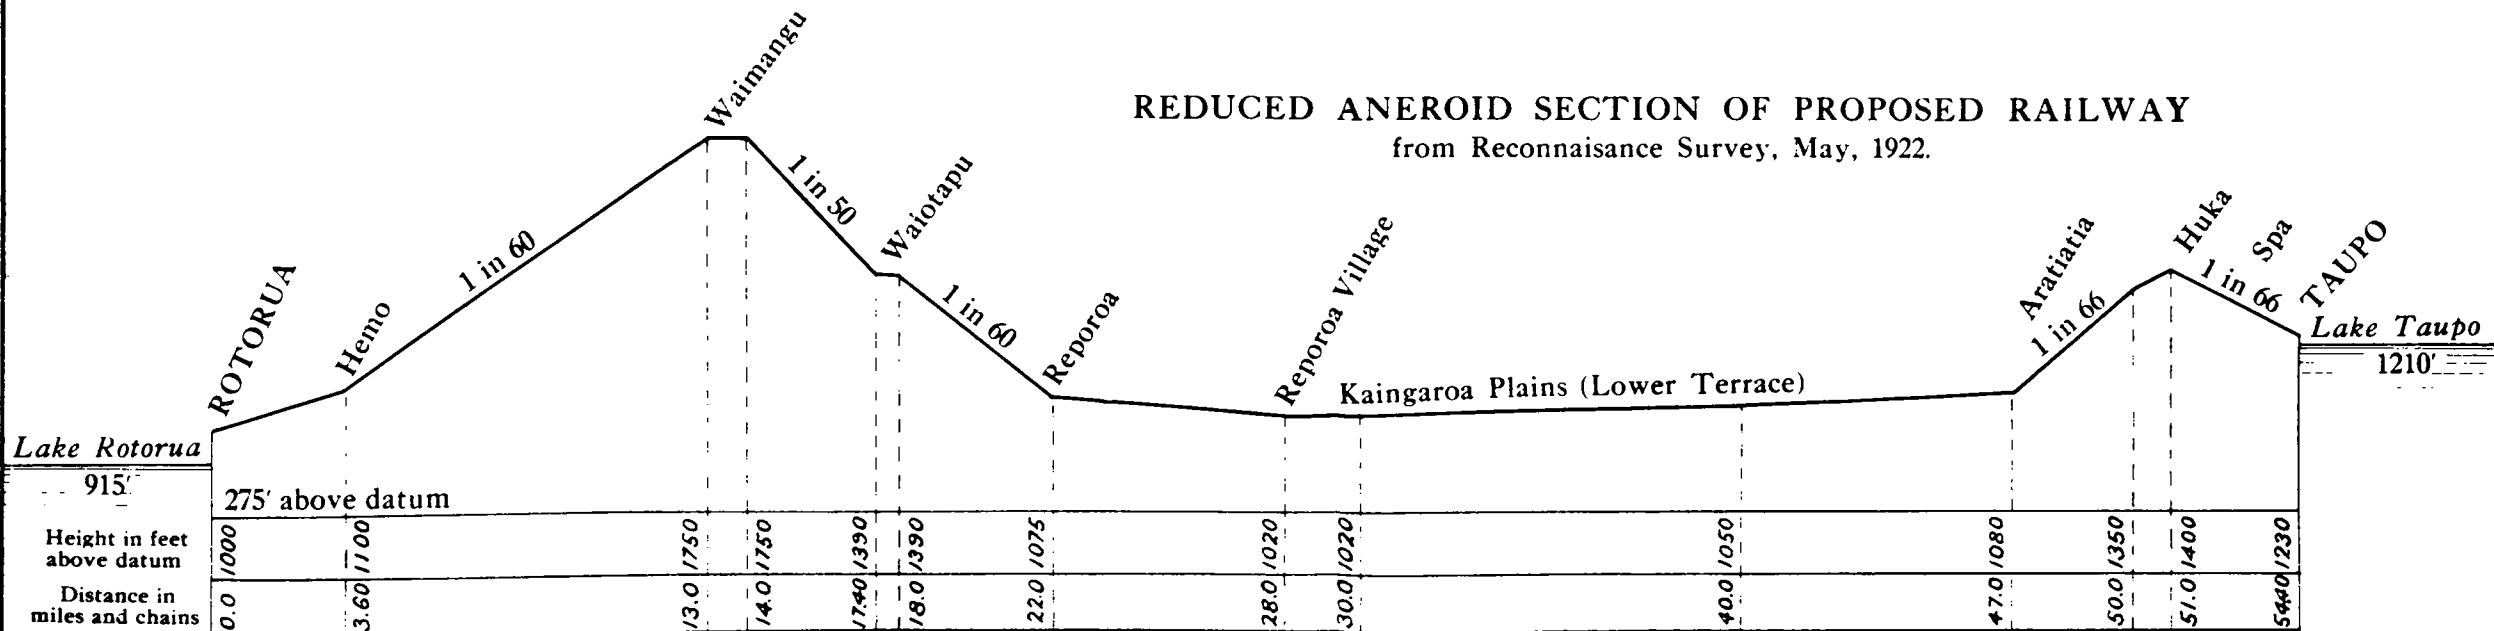 REDUCED ANEROID SECTION OF PROPOSED RAILWAY
from Reconnaisance Survey, May, 1922.
ROTORUA
Hemo
1 in 60
Waimangu
1 in 50
Waiotapu
1 in 60
Reporoa
Reporoa Village
Kaingaroa Plains (Lower Terrace)
Aratiatia
1 in 66
Huka
1 in 66
Spa
TAUPO
Lake Taupo
1210'
Lake Rotorua
915'
275' above datum
Height in feet
above datum
1000 1100 1750 1750 1390 1390 1075 1020 1020 1050 1080 1350 1400 1230
Distance in
miles and chains
0.0 3.60 13.0 14.0 17.40 18.0 22.0 28.0 30.0 40.0 47.0 50.0 51.0 54.40